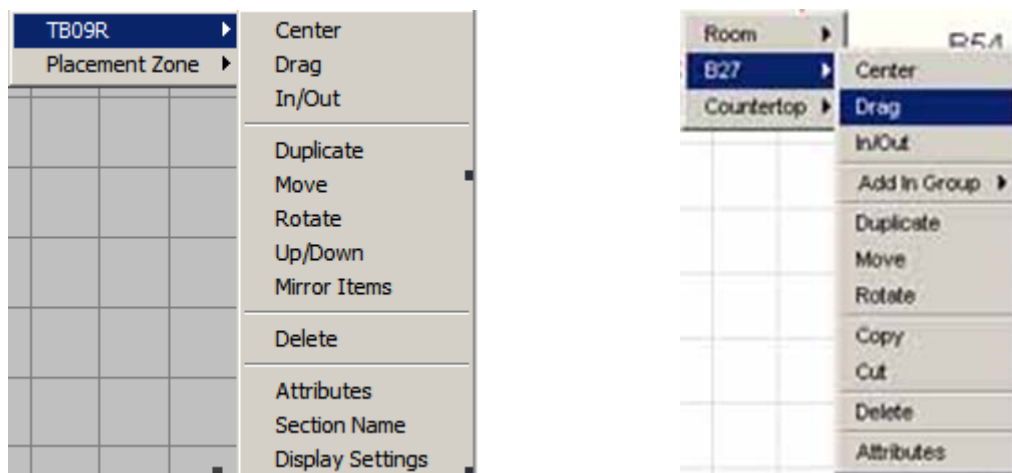 TB09R
Placement Zone
Center
Drag
In/Out
Duplicate
Move
Rotate
Up/Down
Mirror Items
Delete
Attributes
Section Name
Display Settings
Room
B27
Countertop
Center
Drag
In/Out
Add In Group
Duplicate
Move
Rotate
Copy
Cut
Delete
Attributes